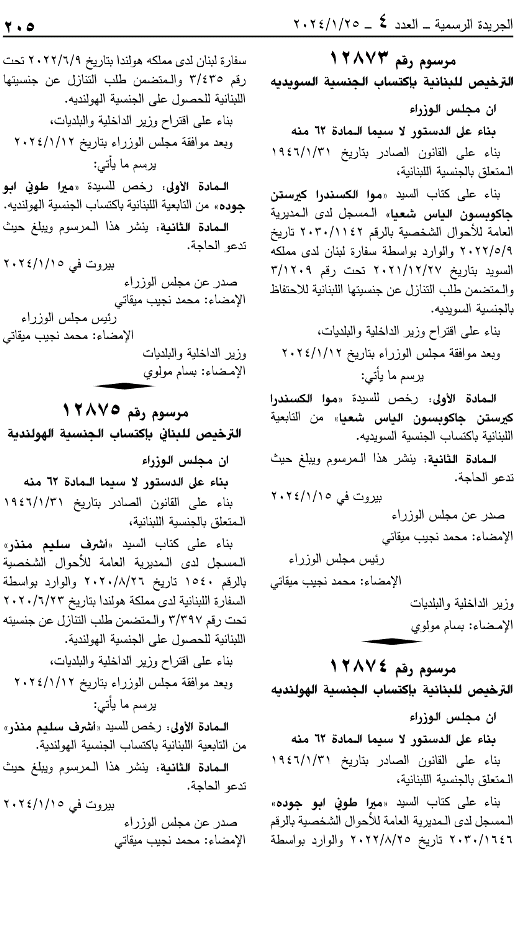 الجريدة الرسمية ــ العدد ٤ ــ ٢٠٢٤/١/٢٥
٢٠٥
مرسوم رقم ١٢٨٧٣
الترخيص للبنانية بإكتساب الجنسية السويديه
ان مجلس الوزراء
بناء على الدستور لا سيما المادة ٦٢ منه
بناء على القانون الصادر بتاريخ ١٩٤٦/١/٣١
المتعلق بالجنسية اللبنانية،
بناء على كتاب السيد «موا الكسندرا كيرستن
جاكوبسون الياس شعيا» المسجل لدى المديرية
العامة للأحوال الشخصية بالرقم ٢٠٣٠/١١٤٢ تاريخ
٢٠٢٢/٥/٩ والوارد بواسطة سفارة لبنان لدى مملكه
السويد بتاريخ ٢٠٢١/١٢/٢٧ تحت رقم ٣/١٢٠٩
والمتضمن طلب التنازل عن جنسيتها اللبنانية للاحتفاظ
بالجنسية السويديه.
بناء على اقتراح وزير الداخلية والبلديات،
وبعد موافقة مجلس الوزراء بتاريخ ٢٠٢٤/١/١٢
يرسم ما يأتي:
المادة الأولى: رخص للسيدة «موا الكسندرا
كيرستن جاكوبسون الياس شعيا» من التابعية
اللبنانية باكتساب الجنسية السويديه.
المادة الثانية: ينشر هذا المرسوم ويبلغ حيث
تدعو الحاجة.
بيروت في ٢٠٢٤/١/١٥
صدر عن مجلس الوزراء
الإمضاء: محمد نجيب ميقاتي
رئيس مجلس الوزراء
الإمضاء: محمد نجيب ميقاتي
وزير الداخلية والبلديات
الإمضاء: بسام مولوي
مرسوم رقم ١٢٨٧٤
الترخيص للبنانية بإكتساب الجنسية الهولنديه
ان مجلس الوزراء
بناء على الدستور لا سيما المادة ٦٢ منه
بناء على القانون الصادر بتاريخ ١٩٤٦/١/٣١
المتعلق بالجنسية اللبنانية،
بناء على كتاب السيد «ميرا طوني ابو جوده»
المسجل لدى المديرية العامة للأحوال الشخصية بالرقم
٢٠٣٠/١٦٤٦ تاريخ ٢٠٢٢/٨/٢٥ والوارد بواسطة
سفارة لبنان لدى مملكه هولندا بتاريخ ٢٠٢٢/٦/٩ تحت
رقم ٣/٤٣٥ والمتضمن طلب التنازل عن جنسيتها
اللبنانية للحصول على الجنسية الهولنديه.
بناء على اقتراح وزير الداخلية والبلديات،
وبعد موافقة مجلس الوزراء بتاريخ ٢٠٢٤/١/١٢
يرسم ما يأتي:
المادة الأولى: رخص للسيدة «ميرا طوني ابو
جوده» من التابعية اللبنانية باكتساب الجنسية الهولنديه.
المادة الثانية: ينشر هذا المرسوم ويبلغ حيث
تدعو الحاجة.
بيروت في ٢٠٢٤/١/١٥
صدر عن مجلس الوزراء
الإمضاء: محمد نجيب ميقاتي
رئيس مجلس الوزراء
الإمضاء: محمد نجيب ميقاتي
وزير الداخلية والبلديات
الإمضاء: بسام مولوي
مرسوم رقم ١٢٨٧٥
الترخيص للبناني بإكتساب الجنسية الهولندية
ان مجلس الوزراء
بناء على الدستور لا سيما المادة ٦٢ منه
بناء على القانون الصادر بتاريخ ١٩٤٦/١/٣١
المتعلق بالجنسية اللبنانية،
بناء على كتاب السيد «اشرف سليم منذر»
المسجل لدى المديرية العامة للأحوال الشخصية
بالرقم ١٥٤٠ تاريخ ٢٠٢٠/٨/٢٦ والوارد بواسطة
السفارة اللبنانية لدى مملكة هولندا بتاريخ ٢٠٢٠/٦/٢٣
تحت رقم ٣/٣٩٧ والمتضمن طلب التنازل عن جنسيته
اللبنانية للحصول على الجنسية الهولندية.
بناء على اقتراح وزير الداخلية والبلديات،
وبعد موافقة مجلس الوزراء بتاريخ ٢٠٢٤/١/١٢
يرسم ما يأتي:
المادة الأولى: رخص للسيد «اشرف سليم منذر»
من التابعية اللبنانية باكتساب الجنسية الهولندية.
المادة الثانية: ينشر هذا المرسوم ويبلغ حيث
تدعو الحاجة.
بيروت في ٢٠٢٤/١/١٥
صدر عن مجلس الوزراء
الإمضاء: محمد نجيب ميقاتي